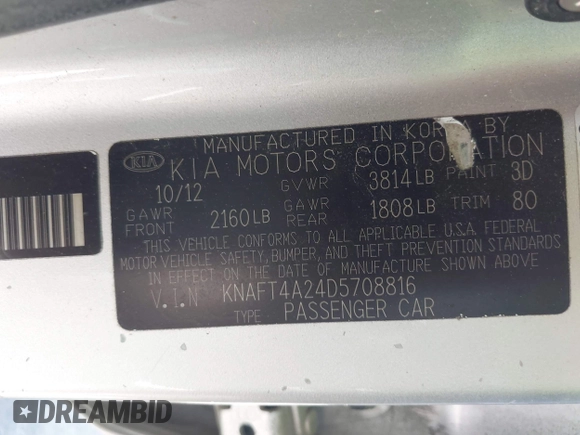 MANUFACTURED IN KOREA BY
KIA KIA MOTORS CORPORATION
10/12 GVWR 3814 LB PAINT 3D
GAWR FRONT 2160 LB GAWR REAR 1808 LB TRIM 80
THIS VEHICLE CONFORMS TO ALL APPLICABLE U.S.A. FEDERAL
MOTOR VEHICLE SAFETY, BUMPER, AND THEFT PREVENTION STANDARDS
IN EFFECT ON THE DATE OF MANUFACTURE SHOWN ABOVE
V.I.N KNAFT4A24D5708816
TYPE PASSENGER CAR
DREAMBID